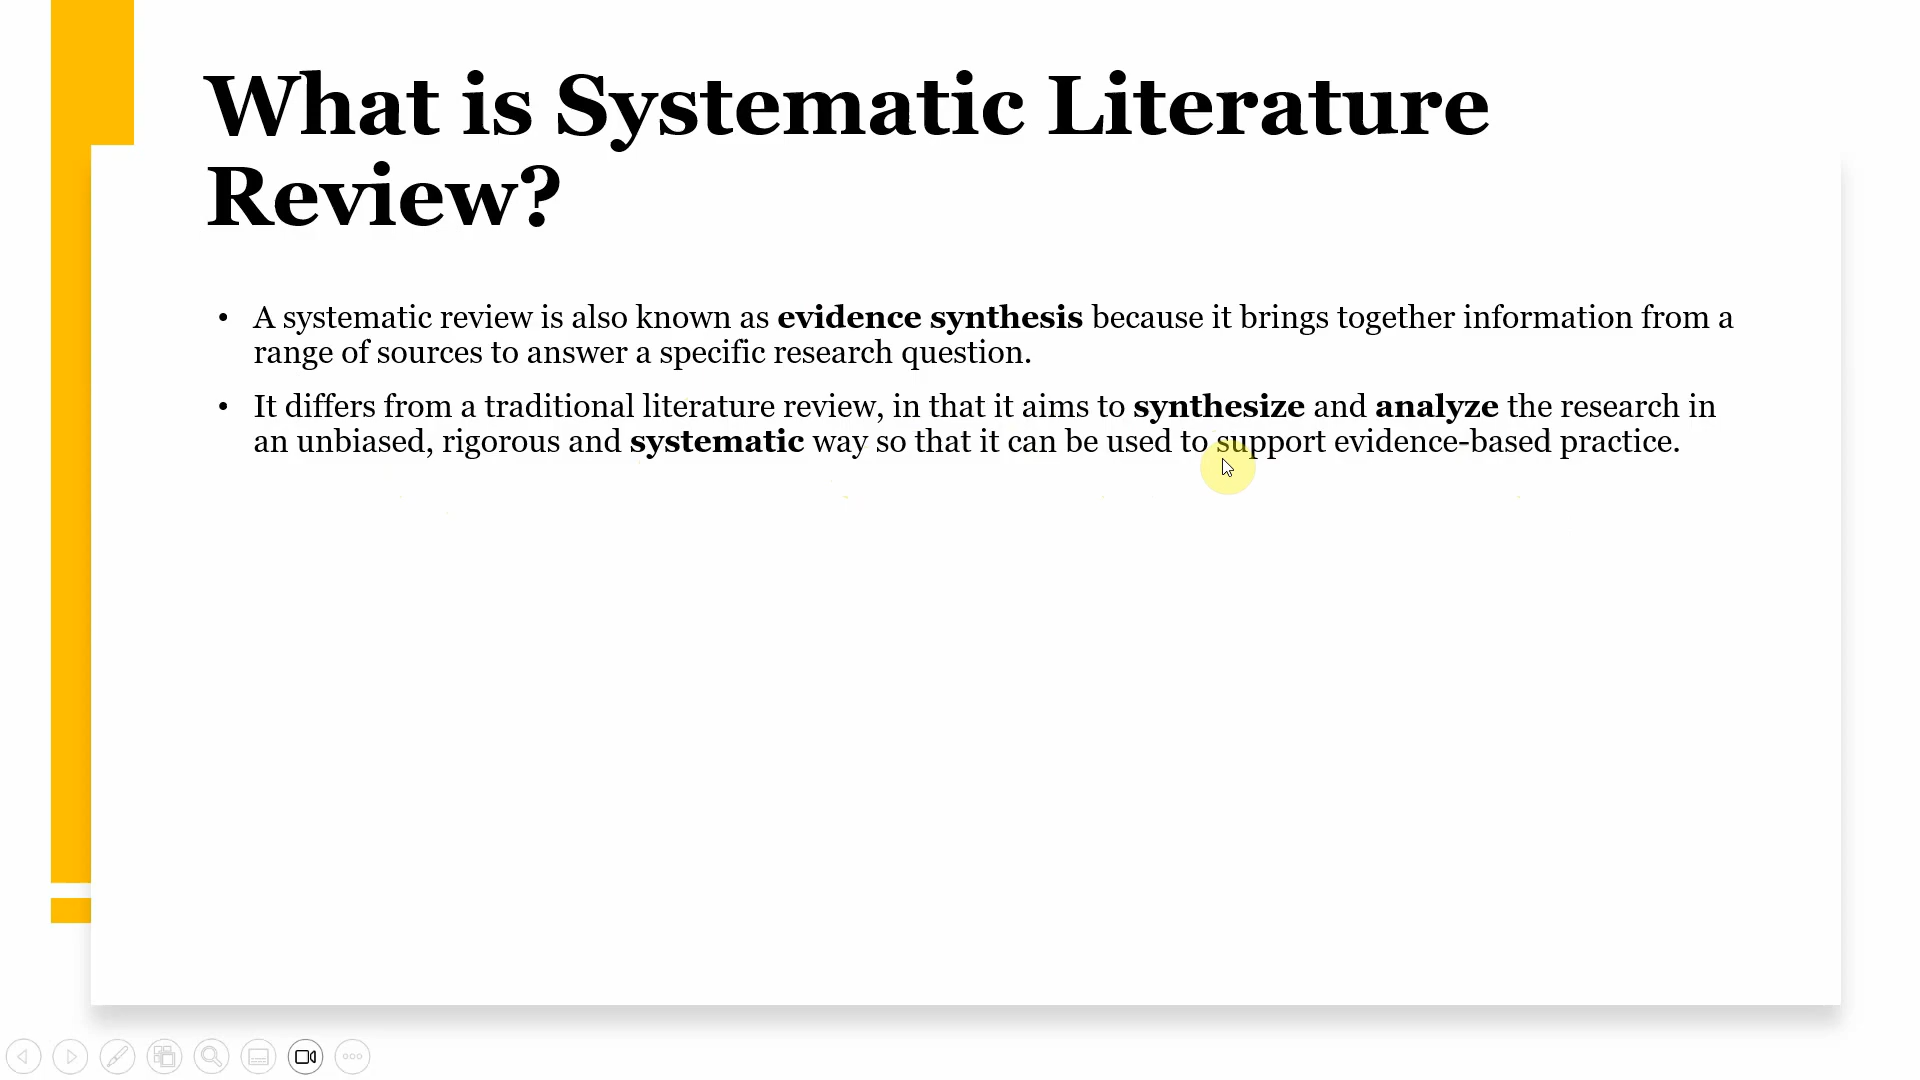 What is Systematic Literature
Review?
• A systematic review is also known as evidence synthesis because it brings together information from a
range of sources to answer a specific research question.
• It differs from a traditional literature review, in that it aims to synthesize and analyze the research in
an unbiased, rigorous and systematic way so that it can be used to support evidence-based practice.